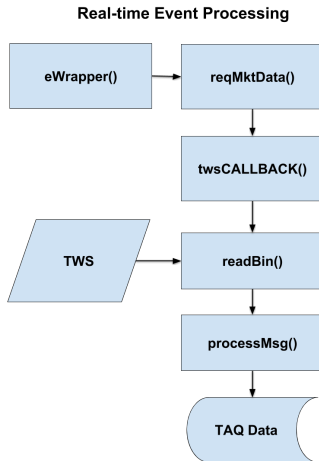 Real-time Event Processing
eWrapper()
reqMktData()
twsCALLBACK()
TWS
readBin()
processMsg()
TAQ Data